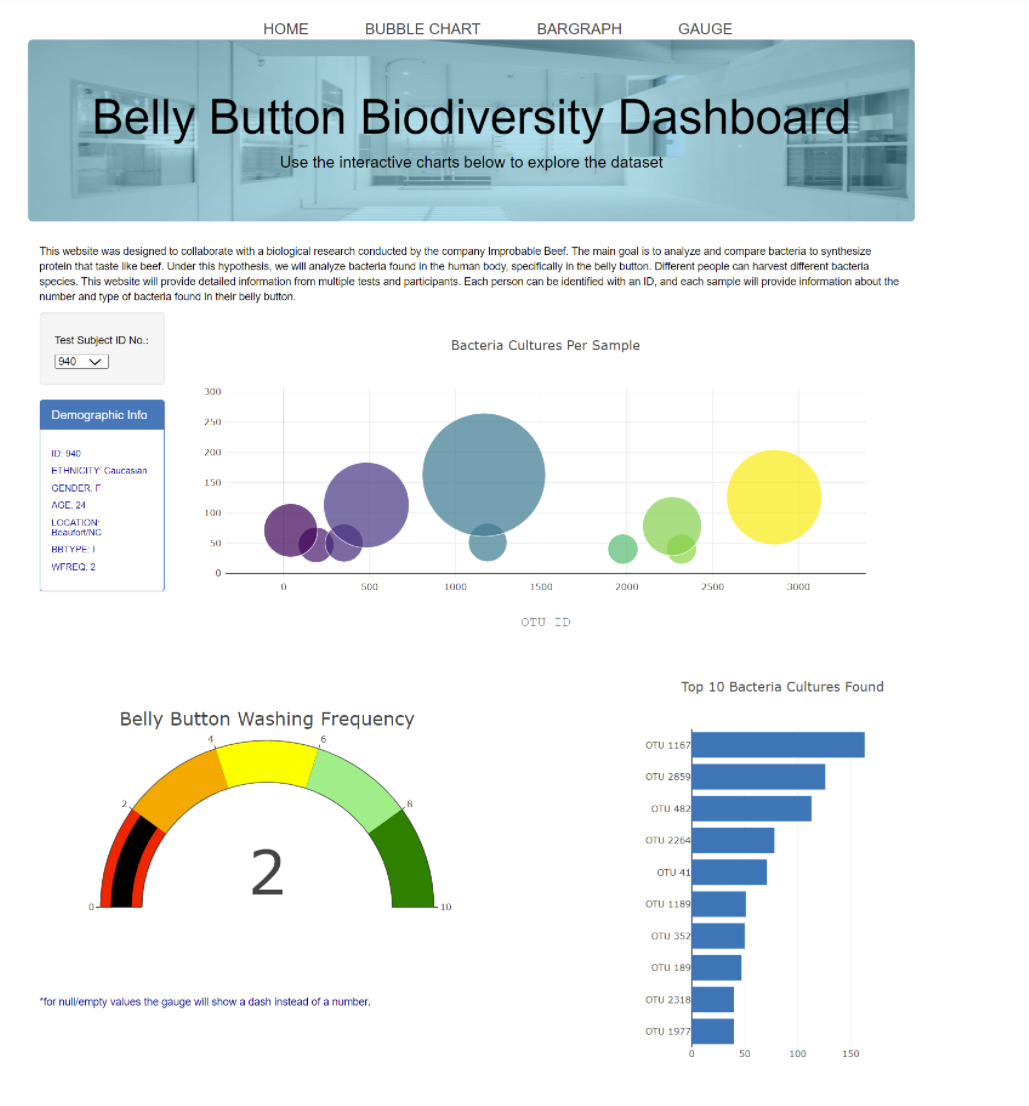 HOME BUBBLE CHART BARGRAPH GAUGE
Belly Button Biodiversity Dashboard
Use the interactive charts below to explore the dataset
This website was designed to collaborate with a biological research conducted by the company Improbable Beef. The main goal is to analyze and compare bacteria to synthesize
protein that taste like beef. Under this hypothesis, we will analyze bacteria found in the human body, specifically in the belly button. Different people can harvest different bacteria
species. This website will provide detailed information from multiple tests and participants. Each person can be identified with an ID, and each sample will provide information about the
number and type of bacteria found in their belly button.
Test Subject ID No.:
940
Demographic Info
ID: 940
ETHNICITY: Caucasian
GENDER: F
AGE: 24
LOCATION:
Beaufort/NC
BBTYPE: I
WFREQ: 2
Bacteria Cultures Per Sample
300
250
200
150
100
50
0
0 500 1000 1500 2000 2500 3000
OTU ID
Belly Button Washing Frequency
0 2 4 6 8 10
2
*for null/empty values the gauge will show a dash instead of a number.
Top 10 Bacteria Cultures Found
OTU 1167
OTU 2859
OTU 482
OTU 2264
OTU 41
OTU 1189
OTU 352
OTU 189
OTU 2318
OTU 1977
0 50 100 150